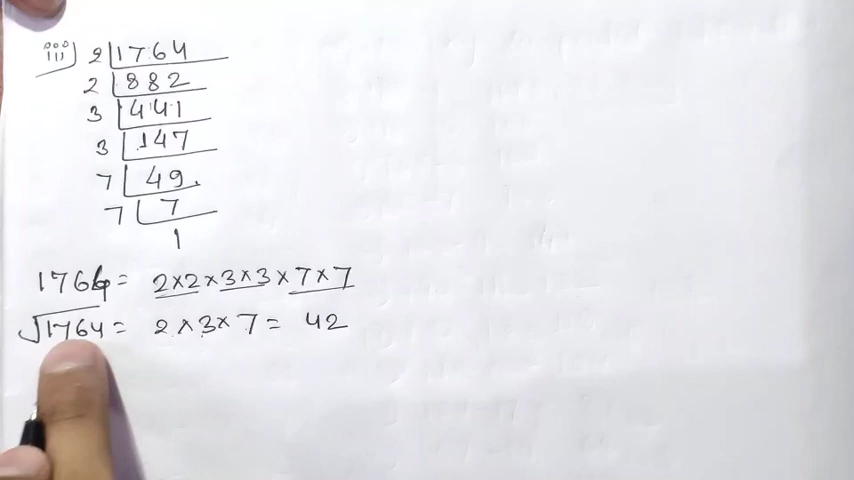 iii) 2 | 1764
2 | 882
3 | 441
3 | 147
7 | 49
7 | 7
1
1764 = 2×2×3×3×7×7
√1764 = 2×3×7 = 42